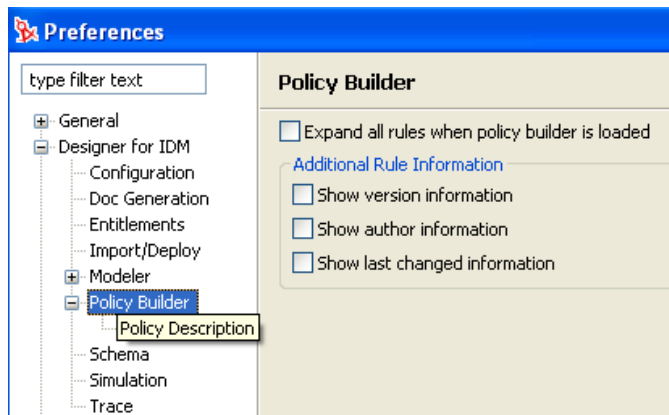 Preferences
type filter text
General
Designer for IDM
Configuration
Doc Generation
Entitlements
Import/Deploy
Modeler
Policy Builder
Policy Description
Schema
Simulation
Trace
Policy Builder
Expand all rules when policy builder is loaded
Additional Rule Information
Show version information
Show author information
Show last changed information